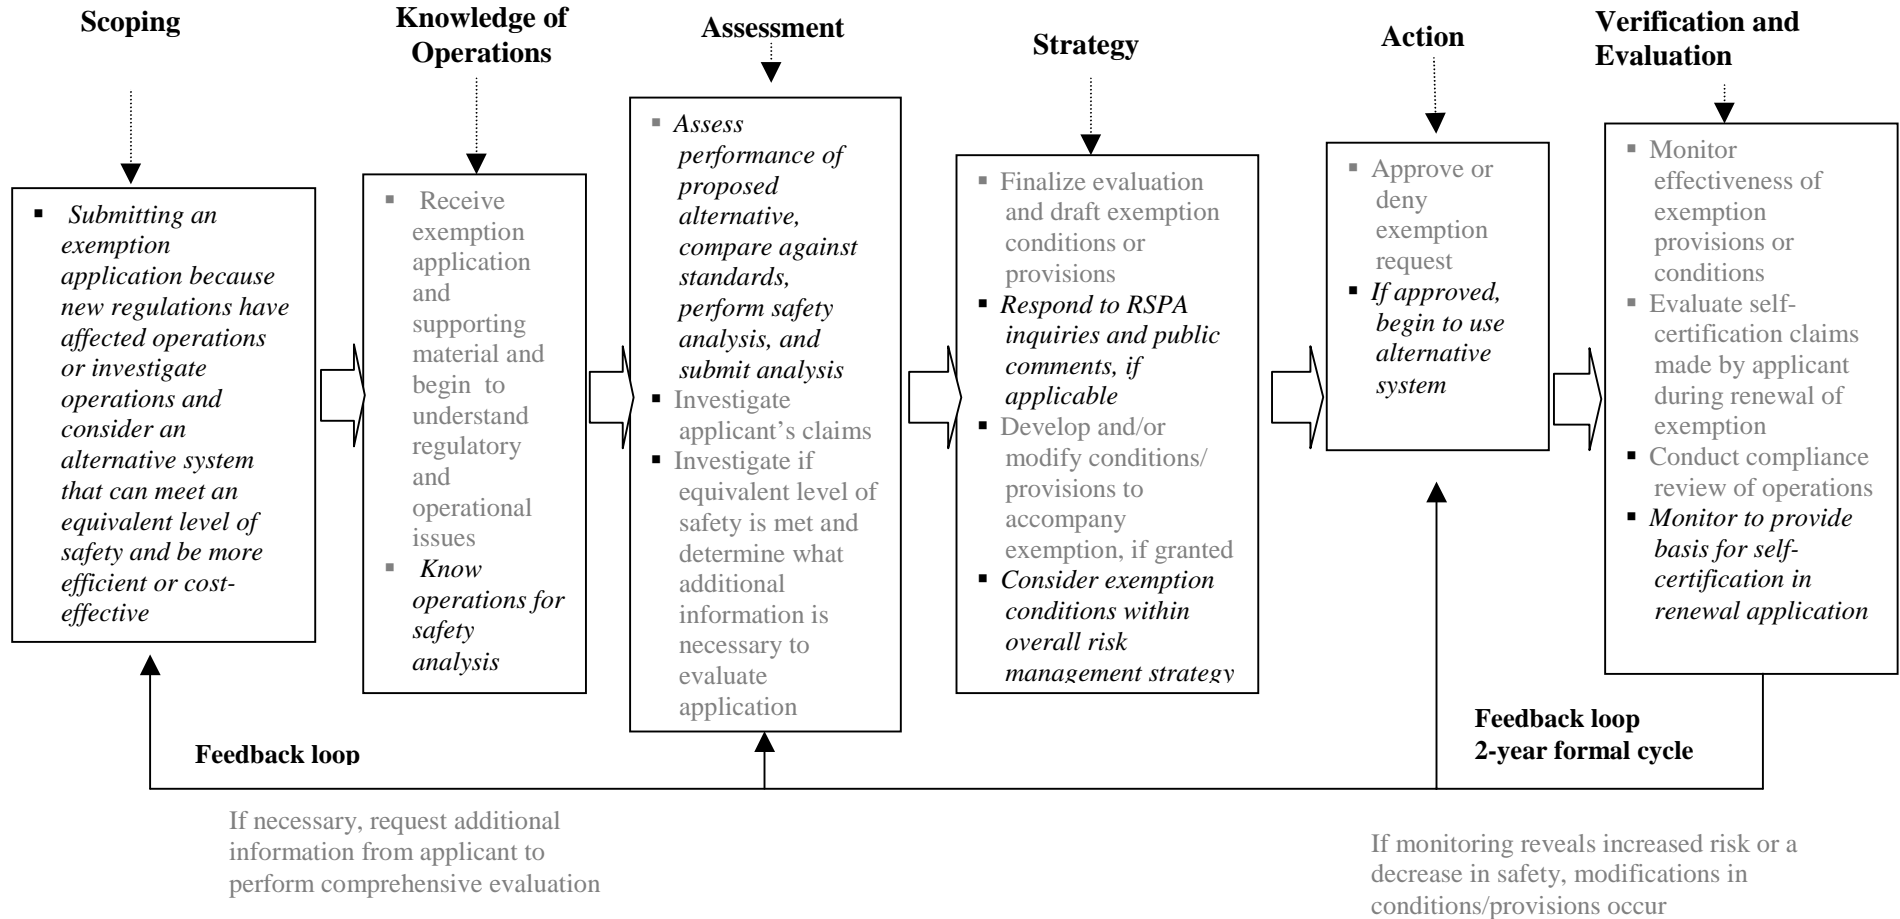 Scoping
Knowledge of
Operations
Assessment
Strategy
Action
Verification and
Evaluation
▪ Submitting an
exemption
application because
new regulations have
affected operations
or investigate
operations and
consider an
alternative system
that can meet an
equivalent level of
safety and be more
efficient or cost-
effective
▪ Receive
exemption
application
and
supporting
material and
begin to
understand
regulatory
and
operational
issues
▪ Know
operations for
safety
analysis
▪ Assess
performance of
proposed
alternative,
compare against
standards,
perform safety
analysis, and
submit analysis
▪ Investigate
applicant’s claims
▪ Investigate if
equivalent level of
safety is met and
determine what
additional
information is
necessary to
evaluate
application
▪ Finalize evaluation
and draft exemption
conditions or
provisions
▪ Respond to RSPA
inquiries and public
comments, if
applicable
▪ Develop and/or
modify conditions/
provisions to
accompany
exemption, if granted
▪ Consider exemption
conditions within
overall risk
management strategy
▪ Approve or
deny
exemption
request
▪ If approved,
begin to use
alternative
system
▪ Monitor
effectiveness of
exemption
provisions or
conditions
▪ Evaluate self-
certification claims
made by applicant
during renewal of
exemption
▪ Conduct compliance
review of operations
▪ Monitor to provide
basis for self-
certification in
renewal application
Feedback loop
Feedback loop
2-year formal cycle
If necessary, request additional
information from applicant to
perform comprehensive evaluation
If monitoring reveals increased risk or a
decrease in safety, modifications in
conditions/provisions occur